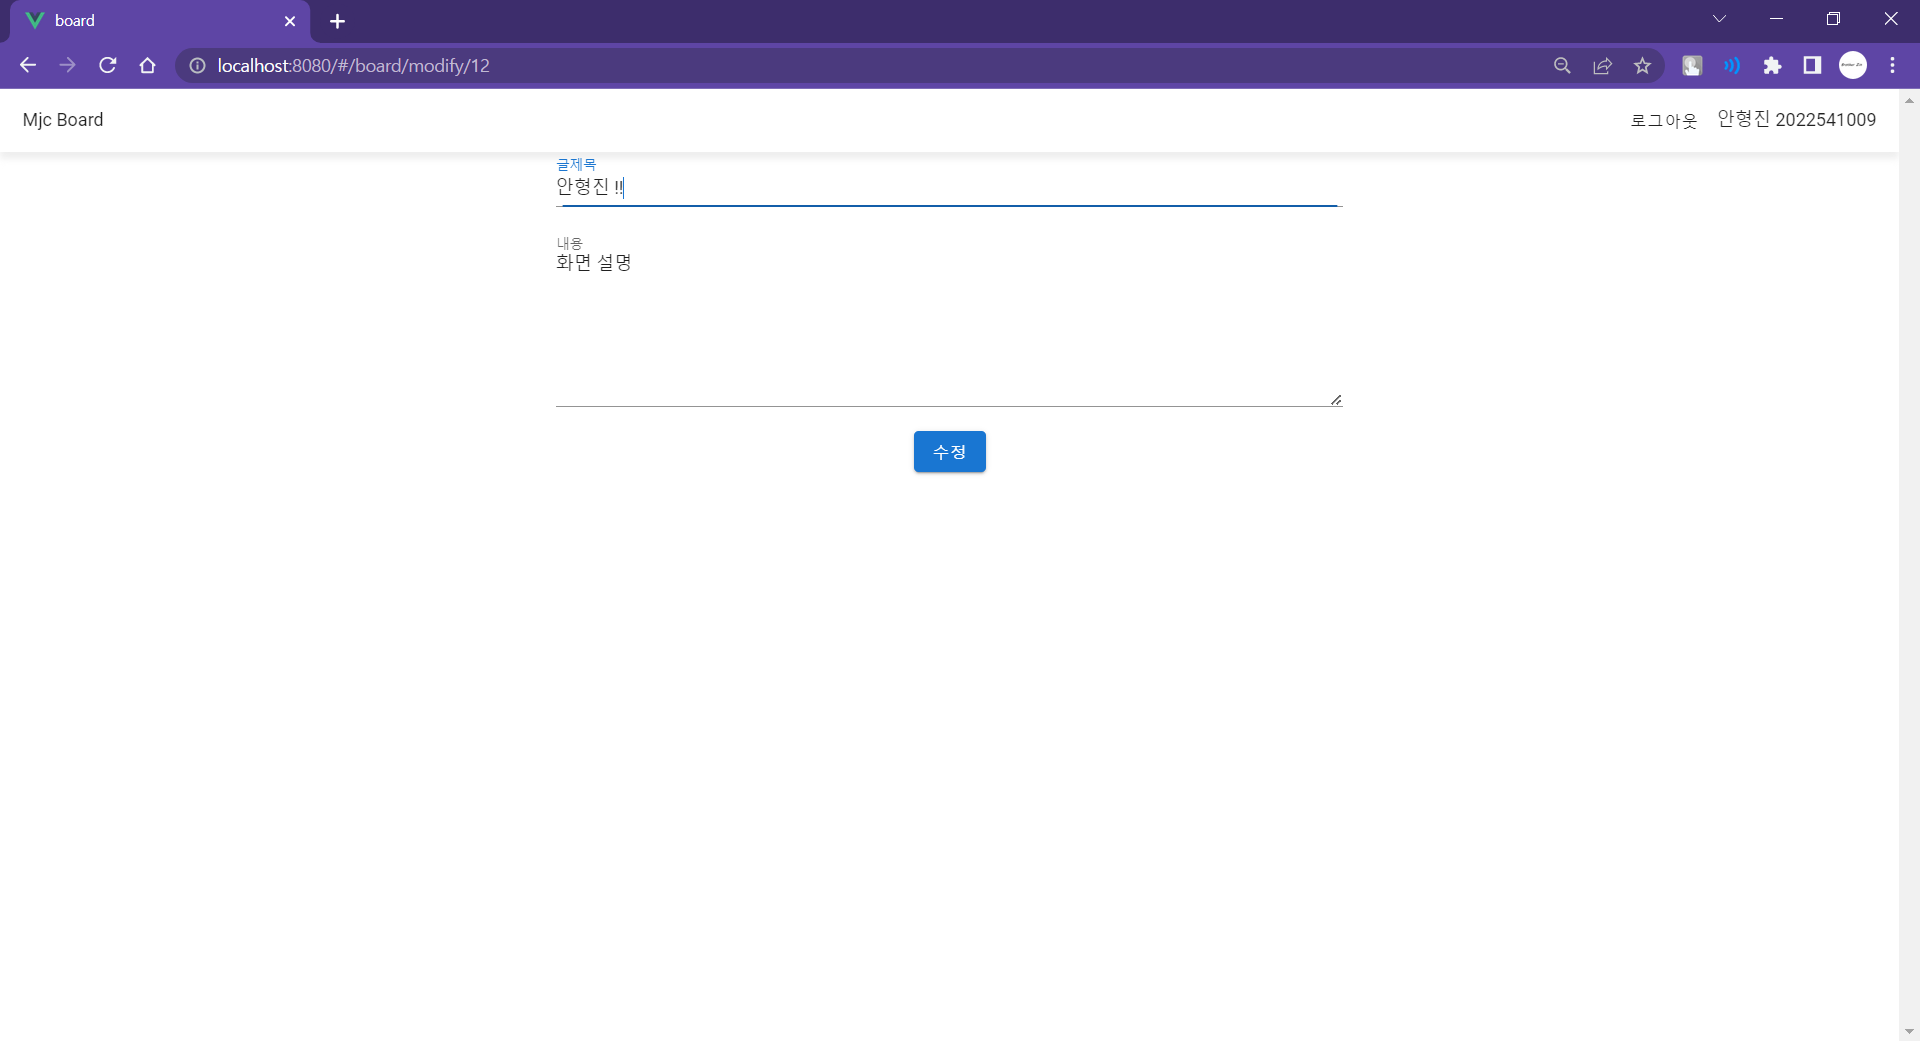 board
localhost:8080/#/board/modify/12
Mjc Board
로그아웃
안형진 2022541009
글제목
안형진 !!
내용
화면 설명
수정